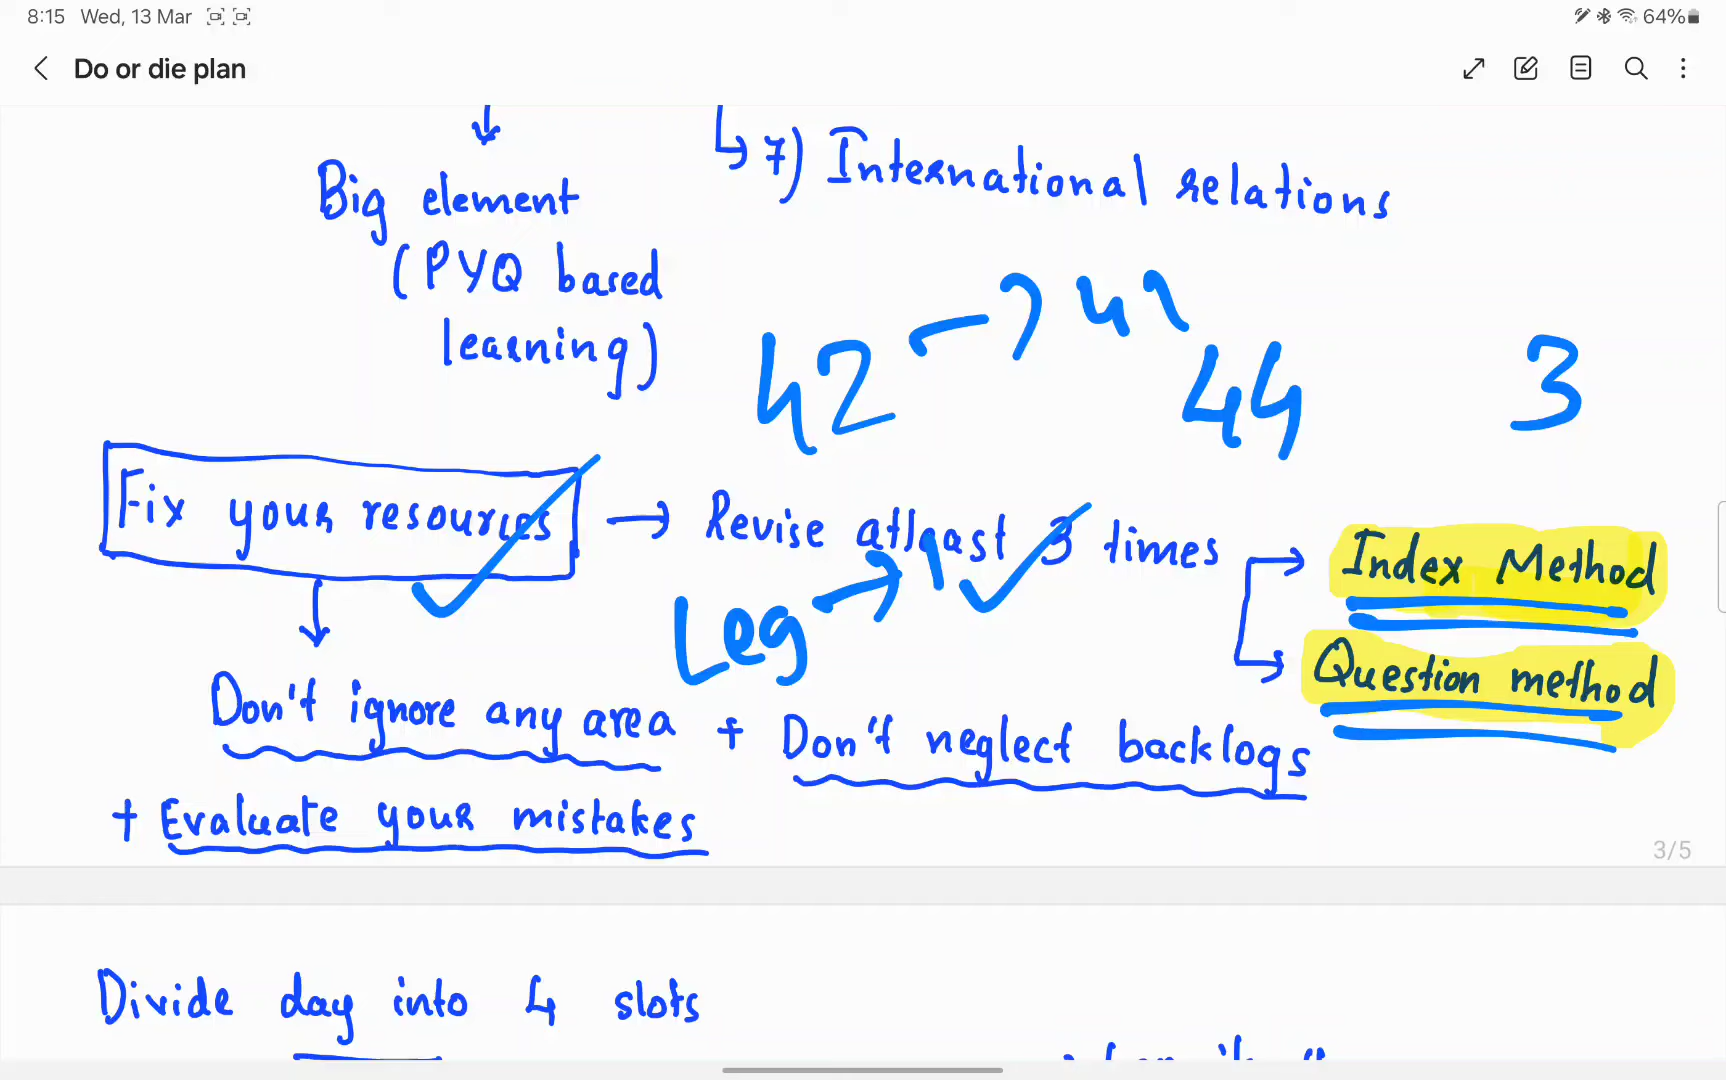 8:15 Wed, 13 Mar 64%
Do or die plan
7) International relations
Big element
(PYQ based
learning)
42 44 3
Fix your resources → Revise atleast 3 times
Index Method
Leg → 1
Question method
Don't ignore any area + Don't neglect backlogs
+ Evaluate your mistakes
3/5
Divide day into 4 slots